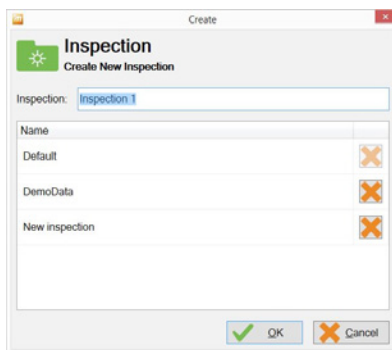 Create
Inspection
Create New Inspection
Inspection: Inspection 1
Name
Default
DemoData
New inspection
OK Cancel